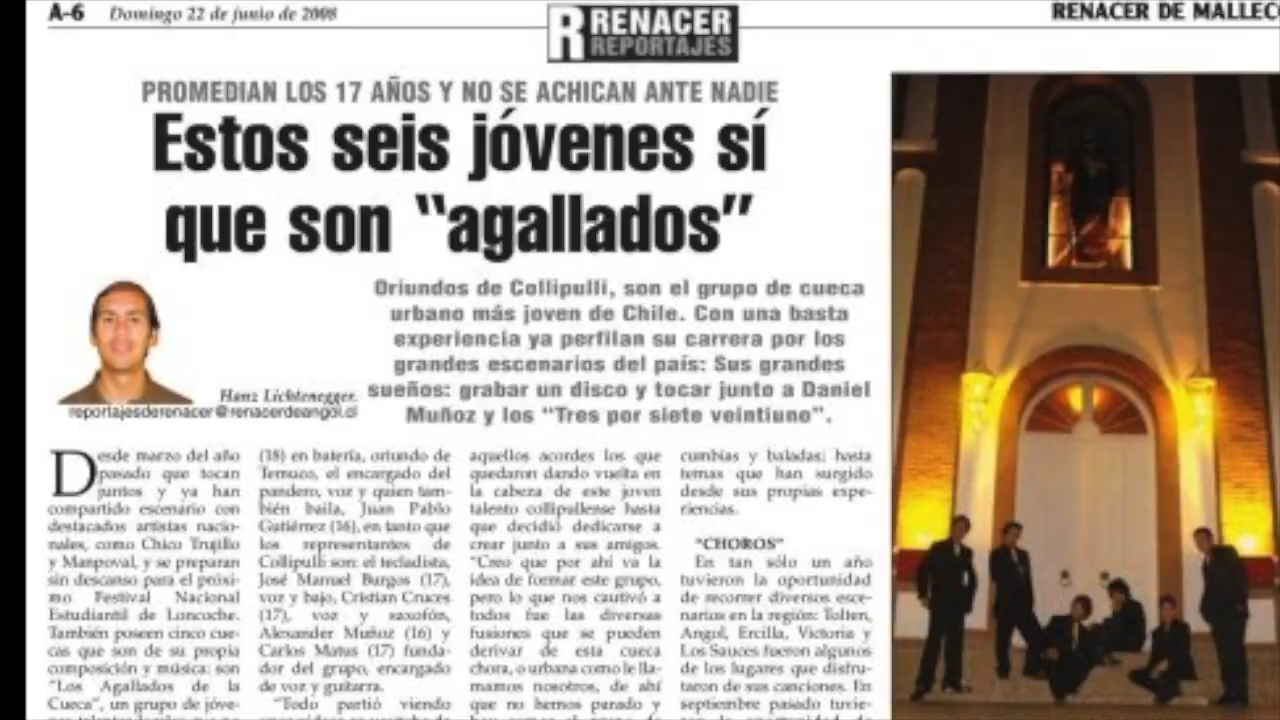 A-6 Domingo 22 de junio de 2008
RENACER
REPORTAJES
RENACER DE MALLECO
PROMEDIAN LOS 17 AÑOS Y NO SE ACHICAN ANTE NADIE
Estos seis jóvenes sí
que son “agallados”
Hanz Lichtenegger.
reportajesderenacer@renacerdeangol.cl
Oriundos de Collipulli, son el grupo de cueca
urbano más joven de Chile. Con una basta
experiencia ya perfilan su carrera por los
grandes escenarios del país: Sus grandes
sueños: grabar un disco y tocar junto a Daniel
Muñoz y los “Tres por siete veintiuno”.
Desde marzo del año
pasado que tocan
juntos y ya han
compartido escenario con
destacados artistas nacio-
nales, como Chico Trujillo
y Manpoval, y se preparan
sin descanso para el próxi-
mo Festival Nacional
Estudiantil de Loncoche.
También poseen cinco cue-
cas que son de su propia
composición y música: son
“Los Agallados de la
Cueca”, un grupo de jóve-
(18) en batería, oriundo de
Temuco, el encargado del
pandero, voz y quien tam-
bién baila, Juan Pablo
Gutiérrez (16), en tanto que
los representantes de
Collipulli son: el tecladista,
José Manuel Burgos (17),
voz y bajo, Cristian Cruces
(17), voz y saxofón,
Alexander Muñoz (16) y
Carlos Matus (17) funda-
dor del grupo, encargado
de voz y guitarra.
“Todo partió viendo
aquellos acordes los que
quedaron dando vuelta en
la cabeza de este joven
talento collipullense hasta
que decidió dedicarse a
crear junto a sus amigos.
“Creo que por ahí va la
idea de formar este grupo,
pero lo que nos cautivó a
todos fue las diversas
fusiones que se pueden
derivar de esta cueca
chora, o urbana como le lla-
mamos nosotros, de ahí
que no hemos parado y
cumbias y baladas; hasta
temas que han surgido
desde sus propias expe-
riencias.
“CHOROS”
En tan sólo un año
tuvieron la oportunidad
de recorrer diversos esce-
narios en la región: Tolten,
Angol, Ercilla, Victoria y
Los Sauces fueron algunos
de los lugares que disfru-
taron de sus canciones. En
septiembre pasado tuvie-